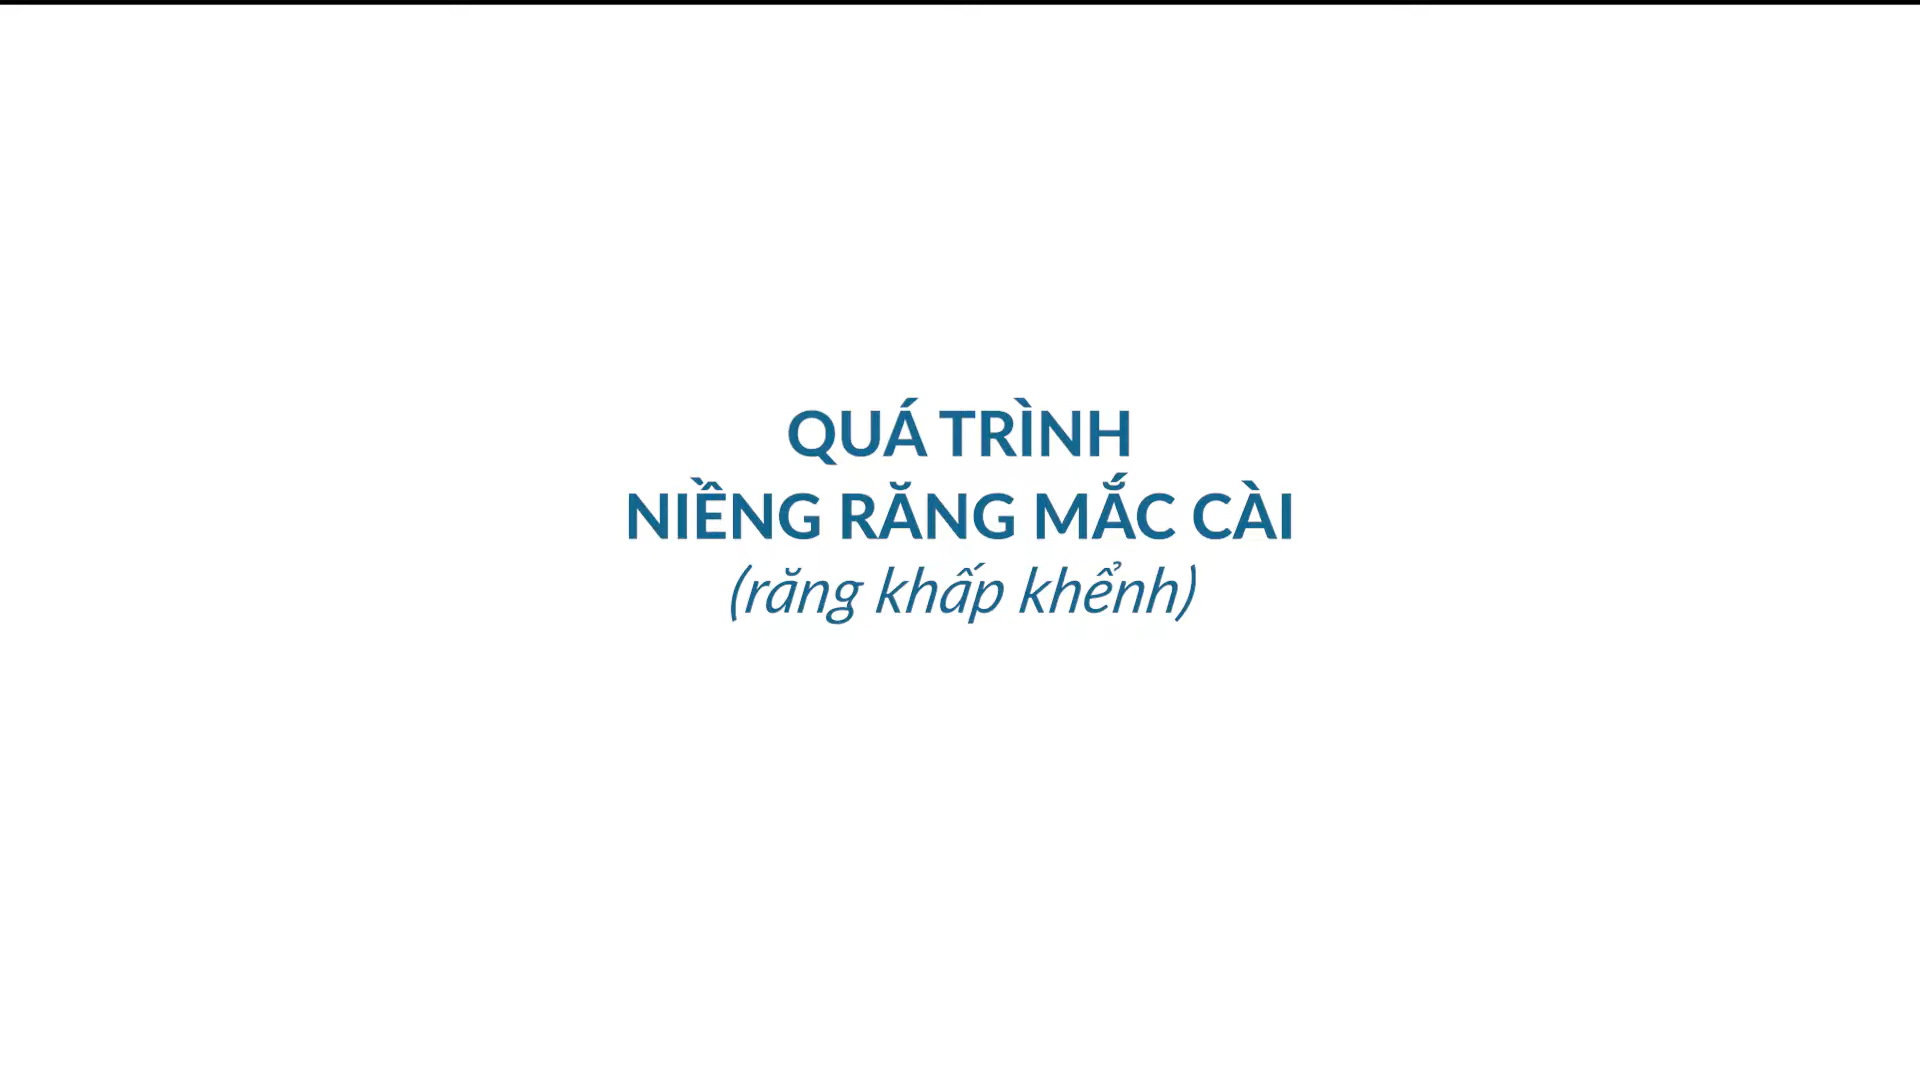 QUÁ TRÌNH
NIỀNG RĂNG MẮC CÀI
(răng khấp khểnh)